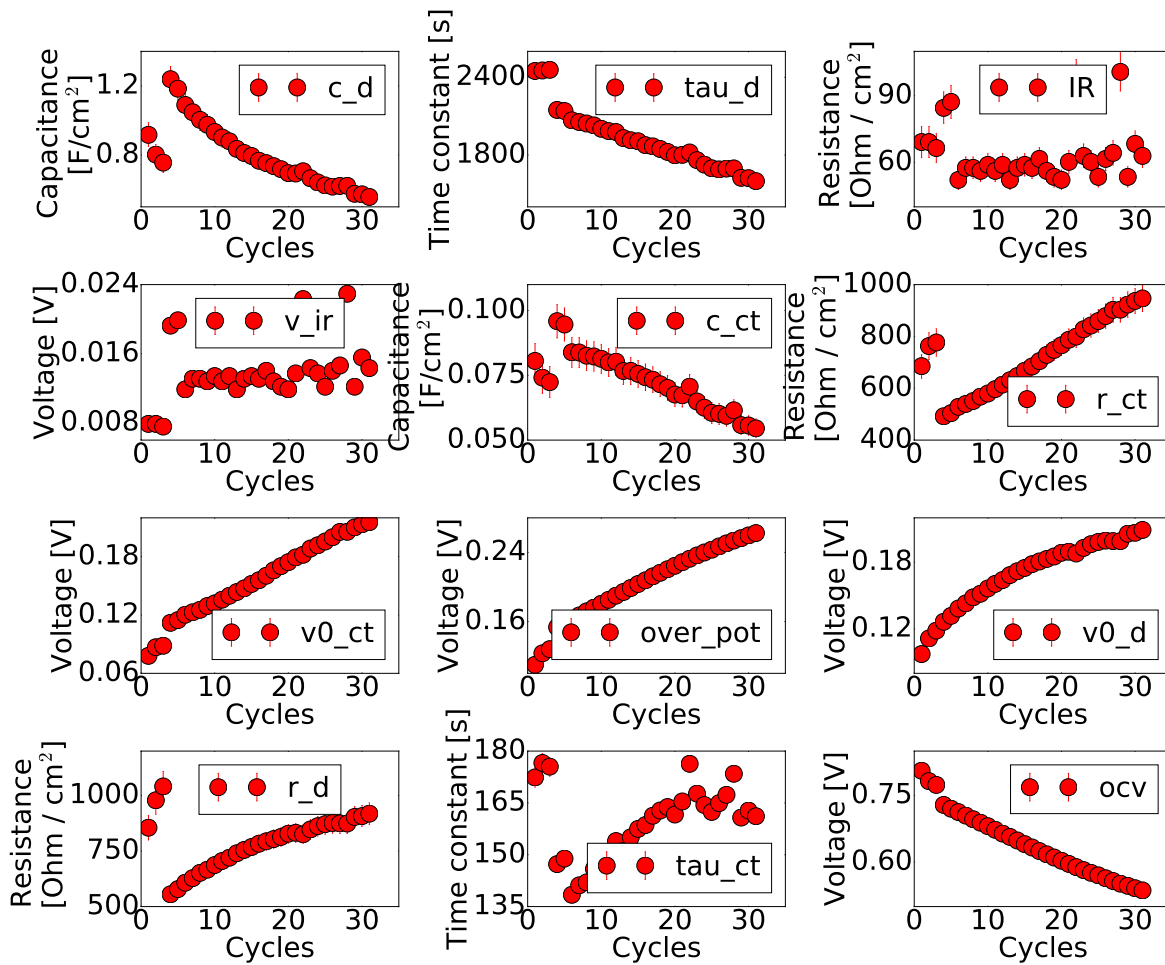 Capacitance
[F/cm²]
1.2
0.8
c_d
0 10 20 30
Cycles
Time constant [s]
2400
1800
tau_d
0 10 20 30
Cycles
Resistance
[Ohm / cm²]
90
60
IR
0 10 20 30
Cycles
Voltage [V]
0.024
0.016
0.008
v_ir
0 10 20 30
Cycles
Capacitance
[F/cm²]
0.100
0.075
0.050
c_ct
0 10 20 30
Cycles
Resistance
[Ohm / cm²]
1000
800
600
400
r_ct
0 10 20 30
Cycles
Voltage [V]
0.18
0.12
0.06
v0_ct
0 10 20 30
Cycles
Voltage [V]
0.24
0.16
over_pot
0 10 20 30
Cycles
Voltage [V]
0.18
0.12
v0_d
0 10 20 30
Cycles
Resistance
[Ohm / cm²]
1000
750
500
r_d
0 10 20 30
Cycles
Time constant [s]
180
165
150
135
tau_ct
0 10 20 30
Cycles
Voltage [V]
0.75
0.60
ocv
0 10 20 30
Cycles